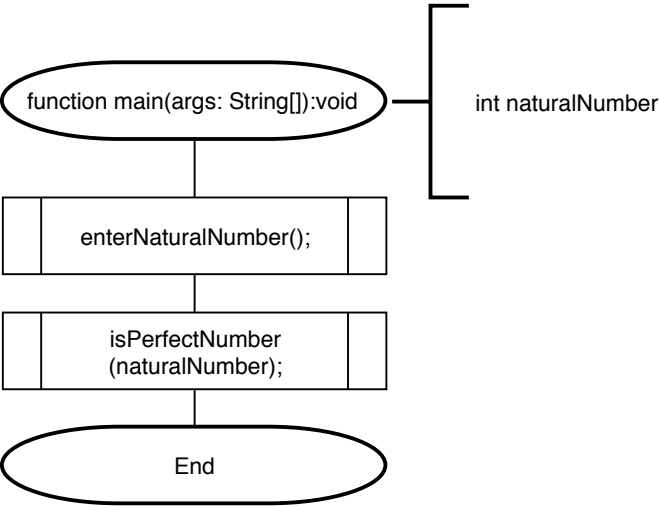 function main(args: String[]):void
int naturalNumber
enterNaturalNumber();
isPerfectNumber
(naturalNumber);
End